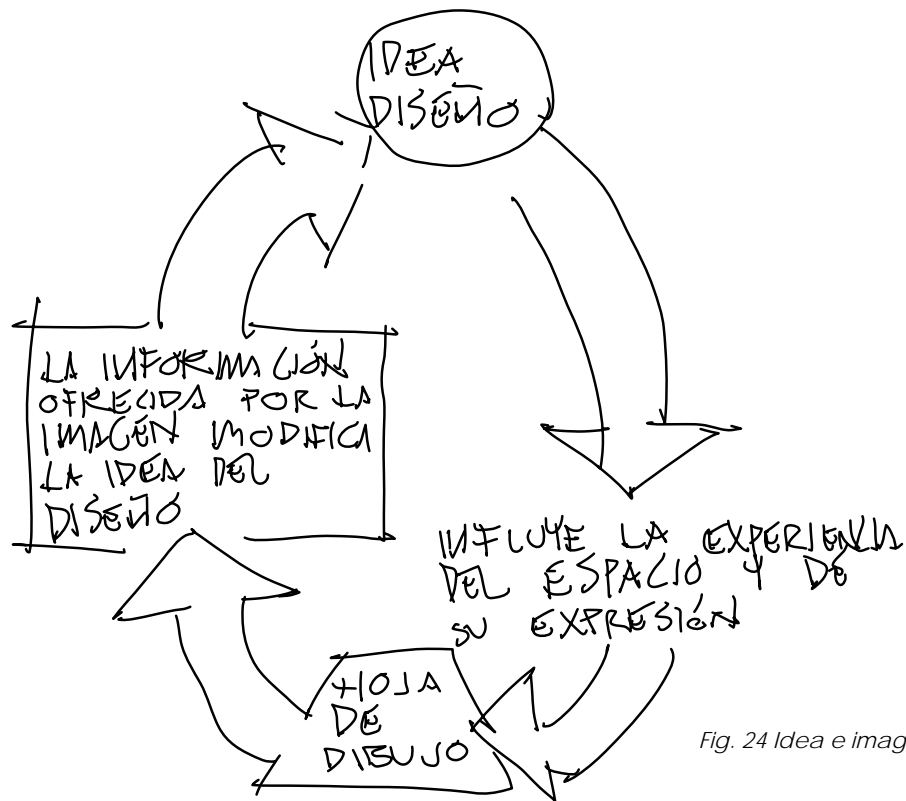 IDEA
DISEÑO
LA INFORMACIÓN
OFRECIDA POR LA
IMAGÉN MODIFICA
LA IDEA DEL
DISEÑO
INFLUYE LA EXPERIENCIA
DEL ESPACIO Y DE
SU EXPRESIÓN
HOJA
DE
DIBUJO
Fig. 24 Idea e imag